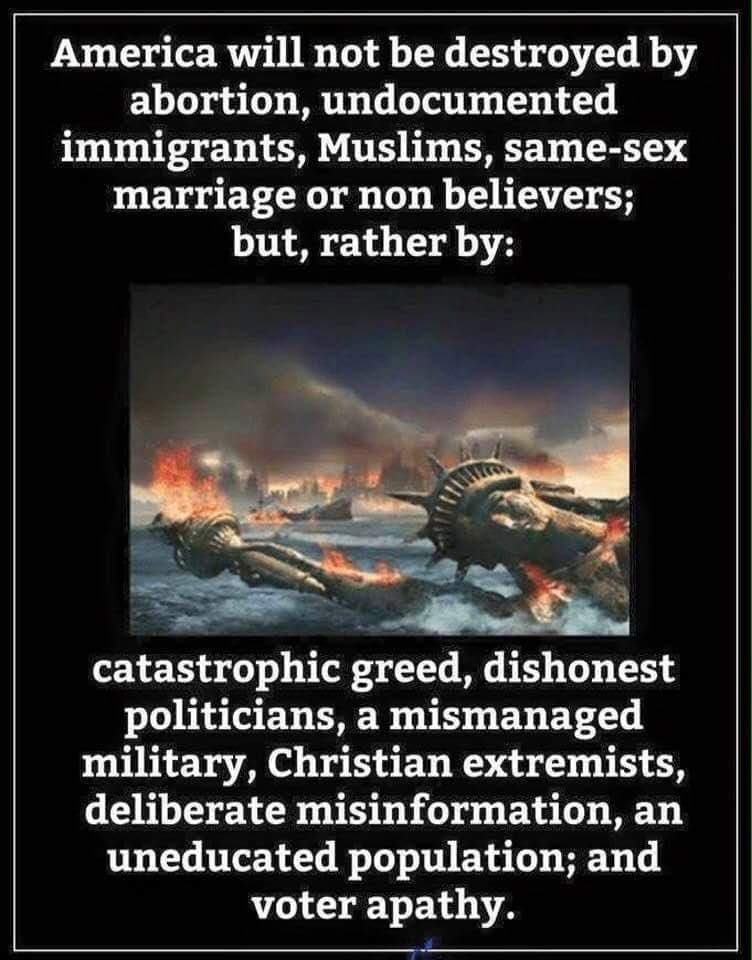 America will not be destroyed by
abortion, undocumented
immigrants, Muslims, same-sex
marriage or non believers;
but, rather by:
catastrophic greed, dishonest
politicians, a mismanaged
military, Christian extremists,
deliberate misinformation, an
uneducated population; and
voter apathy.